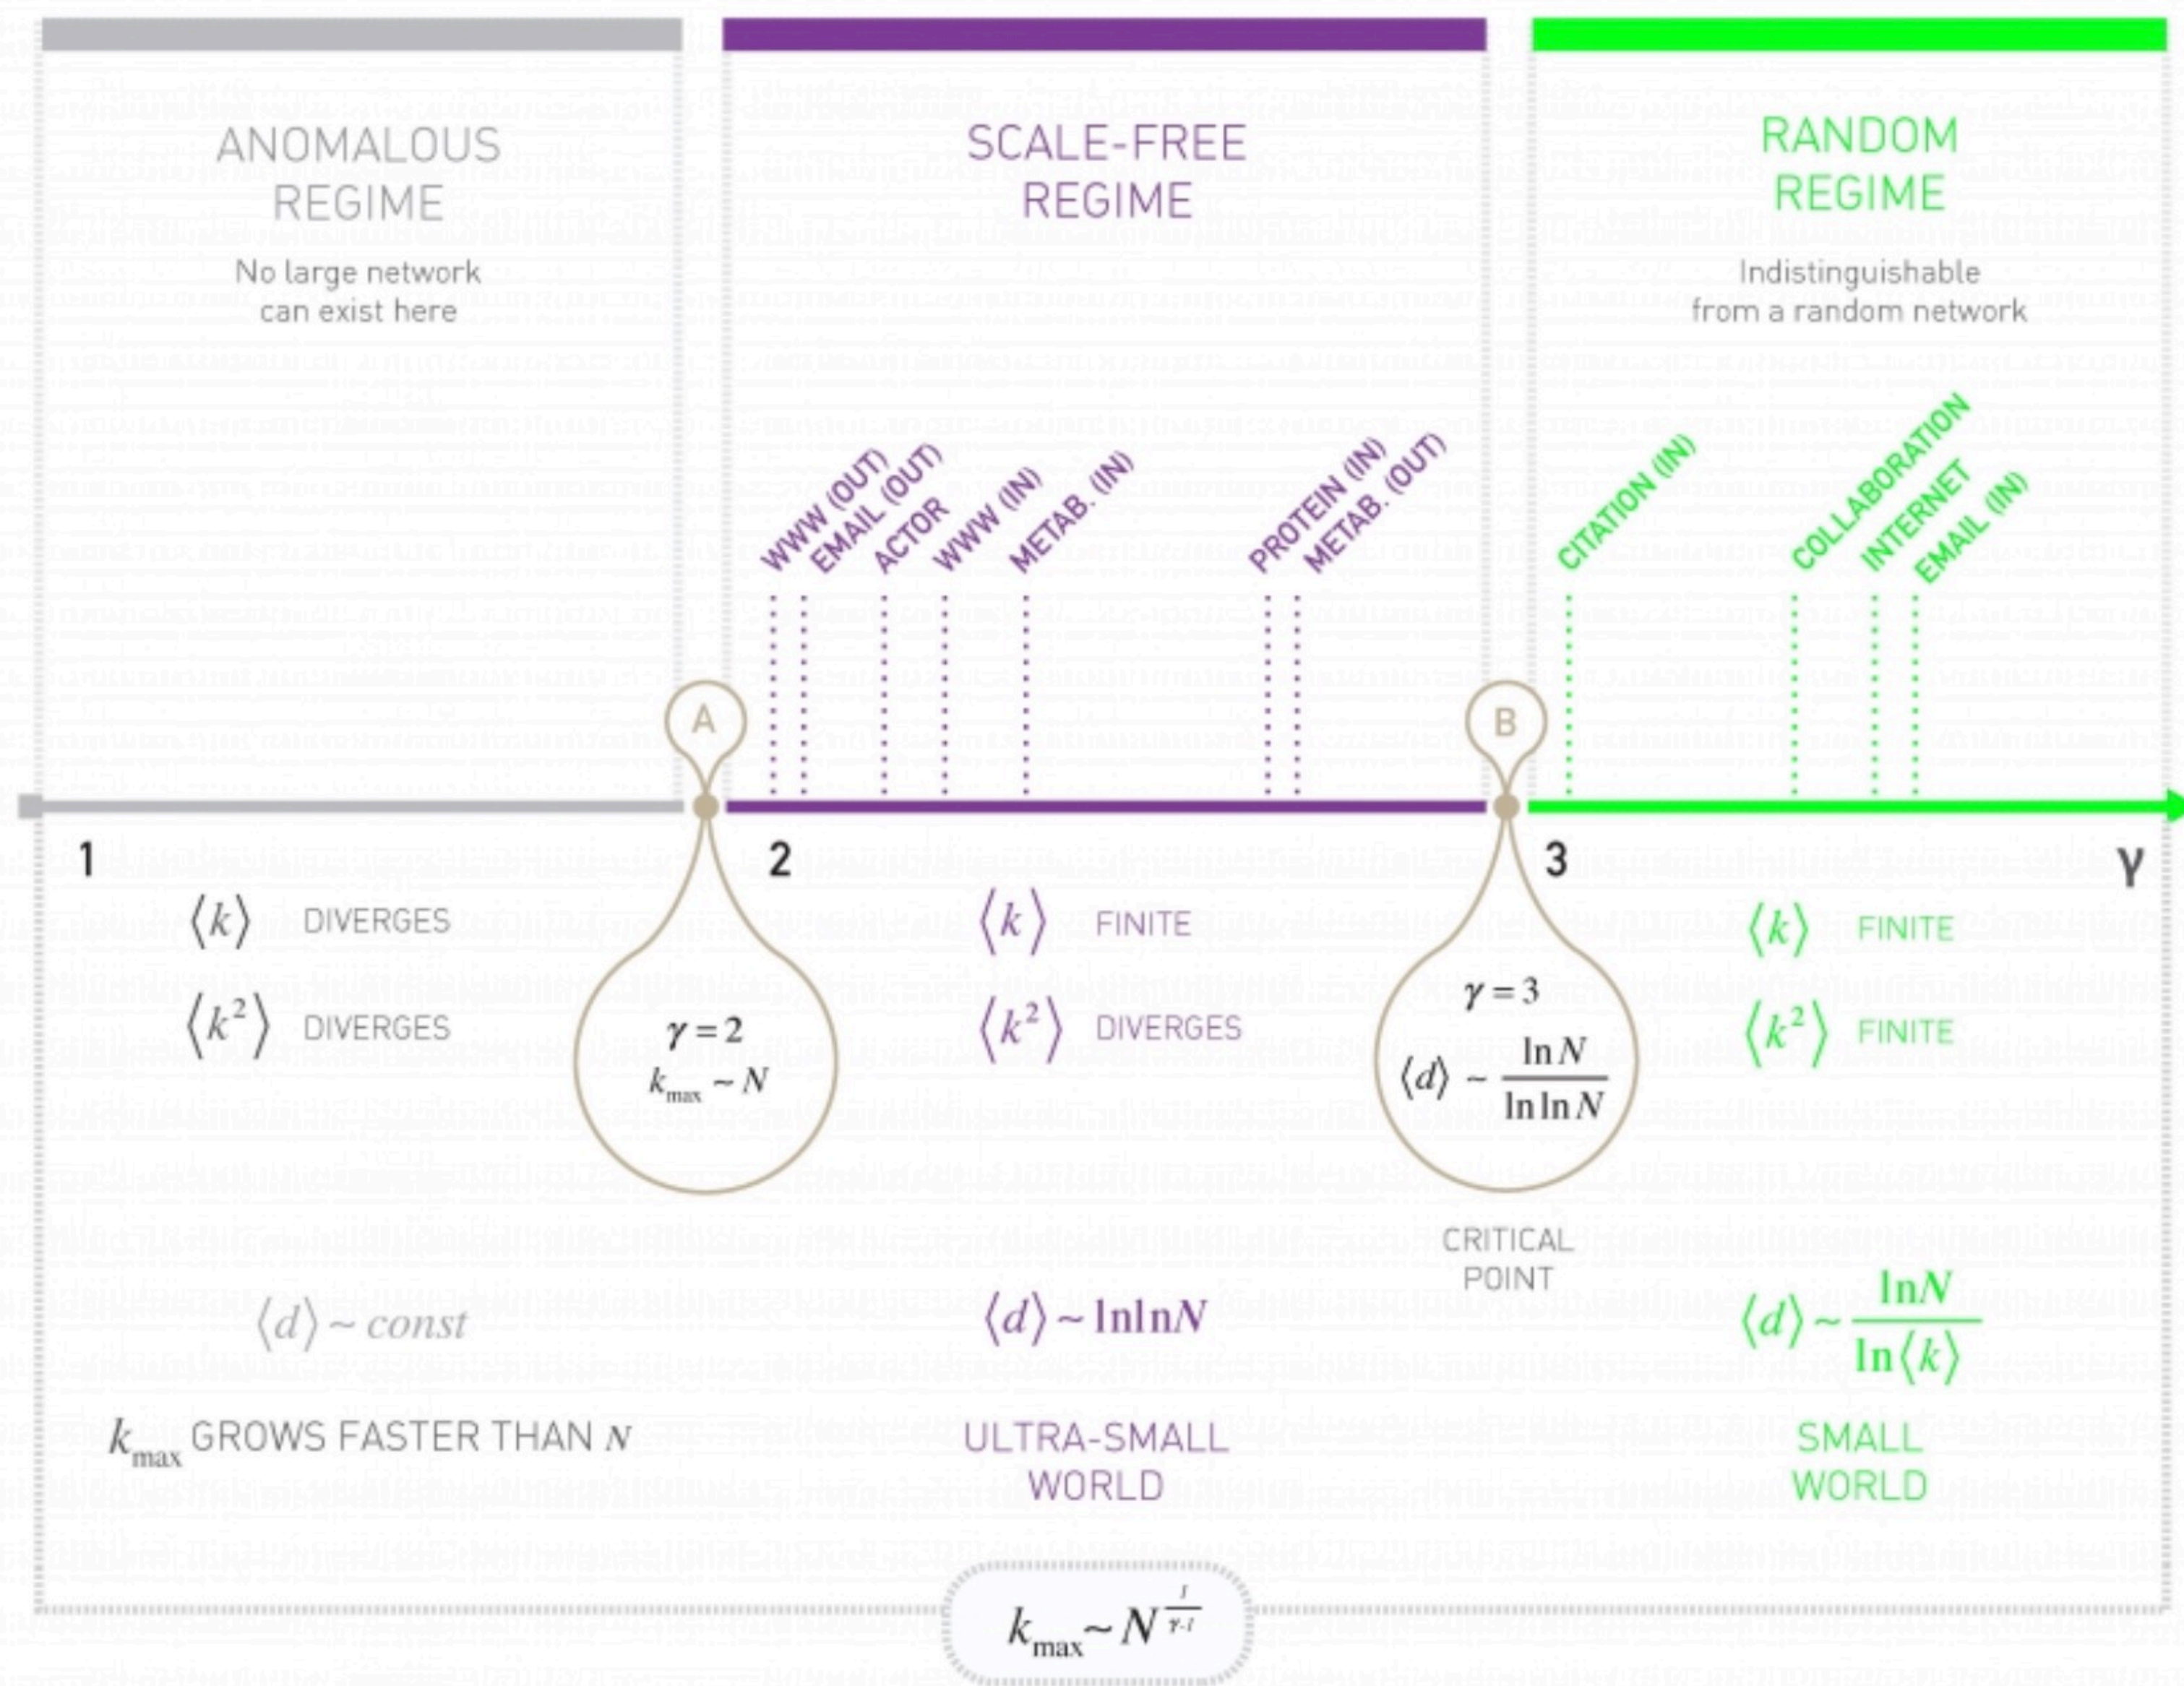 ANOMALOUS
REGIME
No large network
can exist here
SCALE-FREE
REGIME
RANDOM
REGIME
Indistinguishable
from a random network
WWW (OUT)
EMAIL (OUT)
ACTOR
WWW (IN)
METAB. (IN)
PROTEIN (IN)
METAB. (OUT)
CITATION (IN)
COLLABORATION
INTERNET
EMAIL (IN)
A
B
1
2
3
γ
⟨k⟩ DIVERGES
⟨k²⟩ DIVERGES
γ = 2
k_max ~ N
⟨k⟩ FINITE
⟨k²⟩ DIVERGES
γ = 3
⟨d⟩ ~ ln N / ln ln N
⟨k⟩ FINITE
⟨k²⟩ FINITE
CRITICAL
POINT
⟨d⟩ ~ const
⟨d⟩ ~ lnlnN
⟨d⟩ ~ lnN / ln⟨k⟩
k_max GROWS FASTER THAN N
ULTRA-SMALL
WORLD
SMALL
WORLD
k_max ~ N^(1/(γ-1))